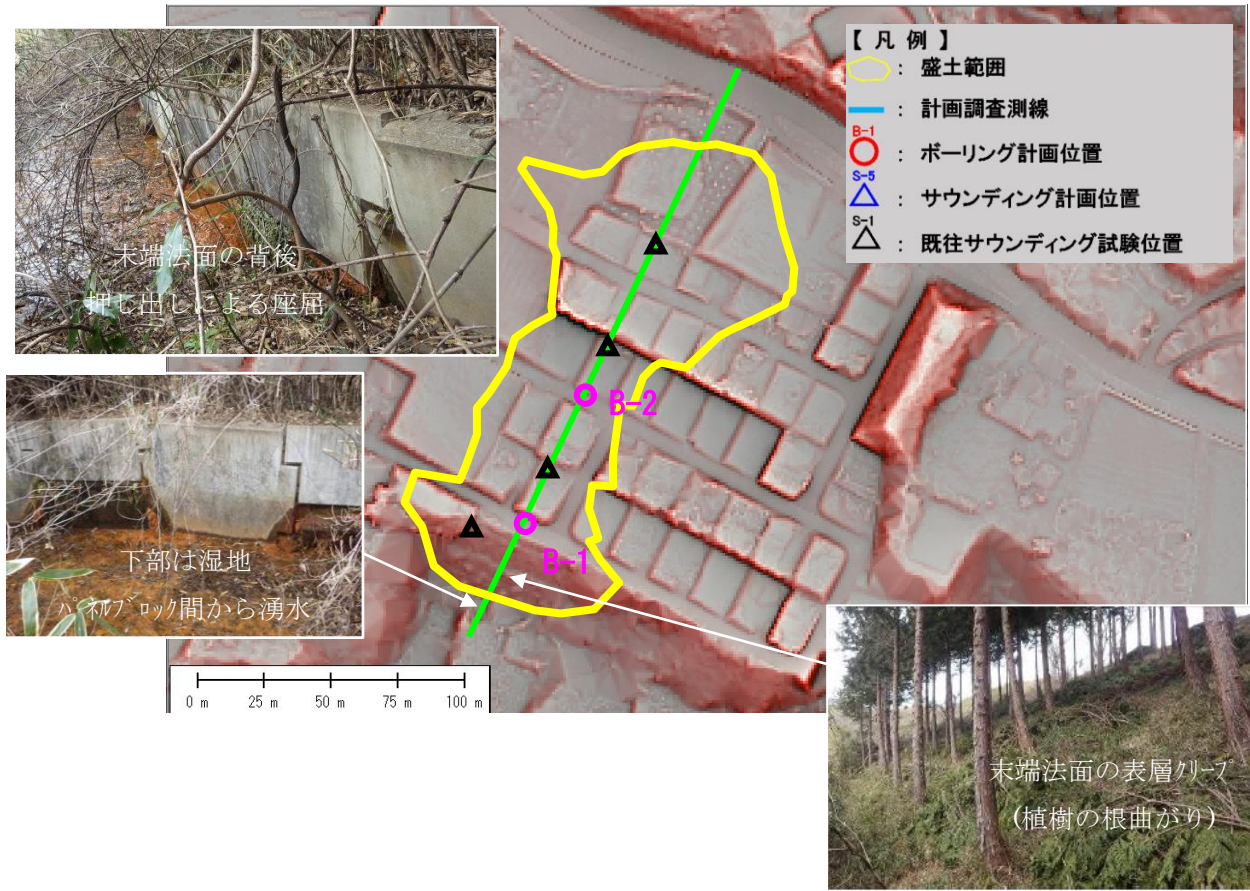 【 凡 例 】
： 盛土範囲
： 計画調査測線
B-1
： ボーリング計画位置
S-5
： サウンディング計画位置
S-1
： 既往サウンディング試験位置
末端法面の背後
押し出しによる座屈
下部は湿地
ﾊﾟﾈﾙﾌﾞﾛｯｸ間から湧水
B-2
B-1
0 m 25 m 50 m 75 m 100 m
末端法面の表層ｸﾘｰﾌﾟ
(植樹の根曲がり)